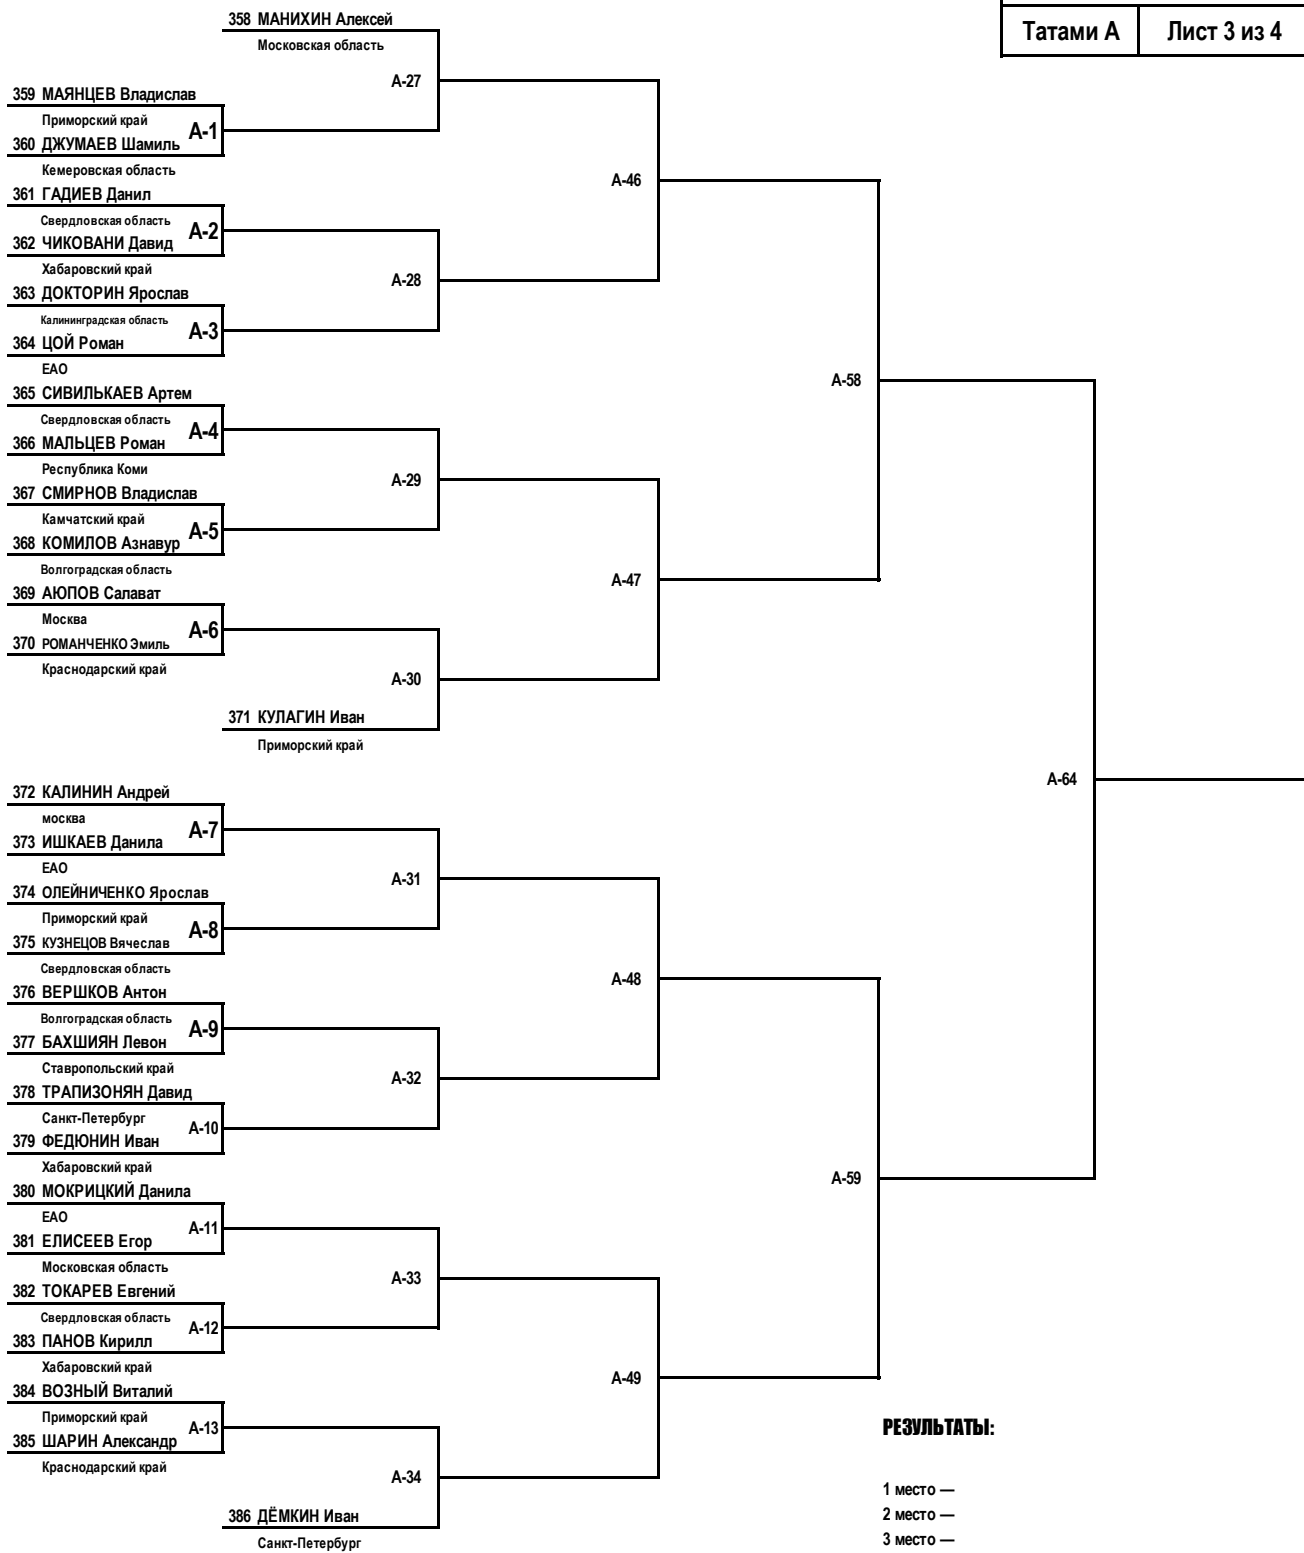 Татами А Лист 3 из 4
358 МАНИХИН Алексей
Московская область
А-27
359 МАЯНЦЕВ Владислав
Приморский край
А-1
360 ДЖУМАЕВ Шамиль
Кемеровская область
А-46
361 ГАДИЕВ Данил
Свердловская область
А-2
362 ЧИКОВАНИ Давид
Хабаровский край
А-28
363 ДОКТОРИН Ярослав
Калининградская область
А-3
364 ЦОЙ Роман
ЕАО
А-58
365 СИВИЛЬКАЕВ Артем
Свердловская область
А-4
366 МАЛЬЦЕВ Роман
Республика Коми
А-29
367 СМИРНОВ Владислав
Камчатский край
А-5
368 КОМИЛОВ Азнавур
Волгоградская область
А-47
369 АЮПОВ Салават
Москва
А-6
370 РОМАНЧЕНКО Эмиль
Краснодарский край
А-30
371 КУЛАГИН Иван
Приморский край
А-64
372 КАЛИНИН Андрей
москва
А-7
373 ИШКАЕВ Данила
ЕАО
А-31
374 ОЛЕЙНИЧЕНКО Ярослав
Приморский край
А-8
375 КУЗНЕЦОВ Вячеслав
Свердловская область
А-48
376 ВЕРШКОВ Антон
Волгоградская область
А-9
377 БАХШИЯН Левон
Ставропольский край
А-32
378 ТРАПИЗОНЯН Давид
Санкт-Петербург
А-10
379 ФЕДЮНИН Иван
Хабаровский край
А-59
380 МОКРИЦКИЙ Данила
ЕАО
А-11
381 ЕЛИСЕЕВ Егор
Московская область
А-33
382 ТОКАРЕВ Евгений
Свердловская область
А-12
383 ПАНОВ Кирилл
Хабаровский край
А-49
384 ВОЗНЫЙ Виталий
Приморский край
А-13
385 ШАРИН Александр
Краснодарский край
А-34
386 ДЁМКИН Иван
Санкт-Петербург
РЕЗУЛЬТАТЫ:
1 место —
2 место —
3 место —